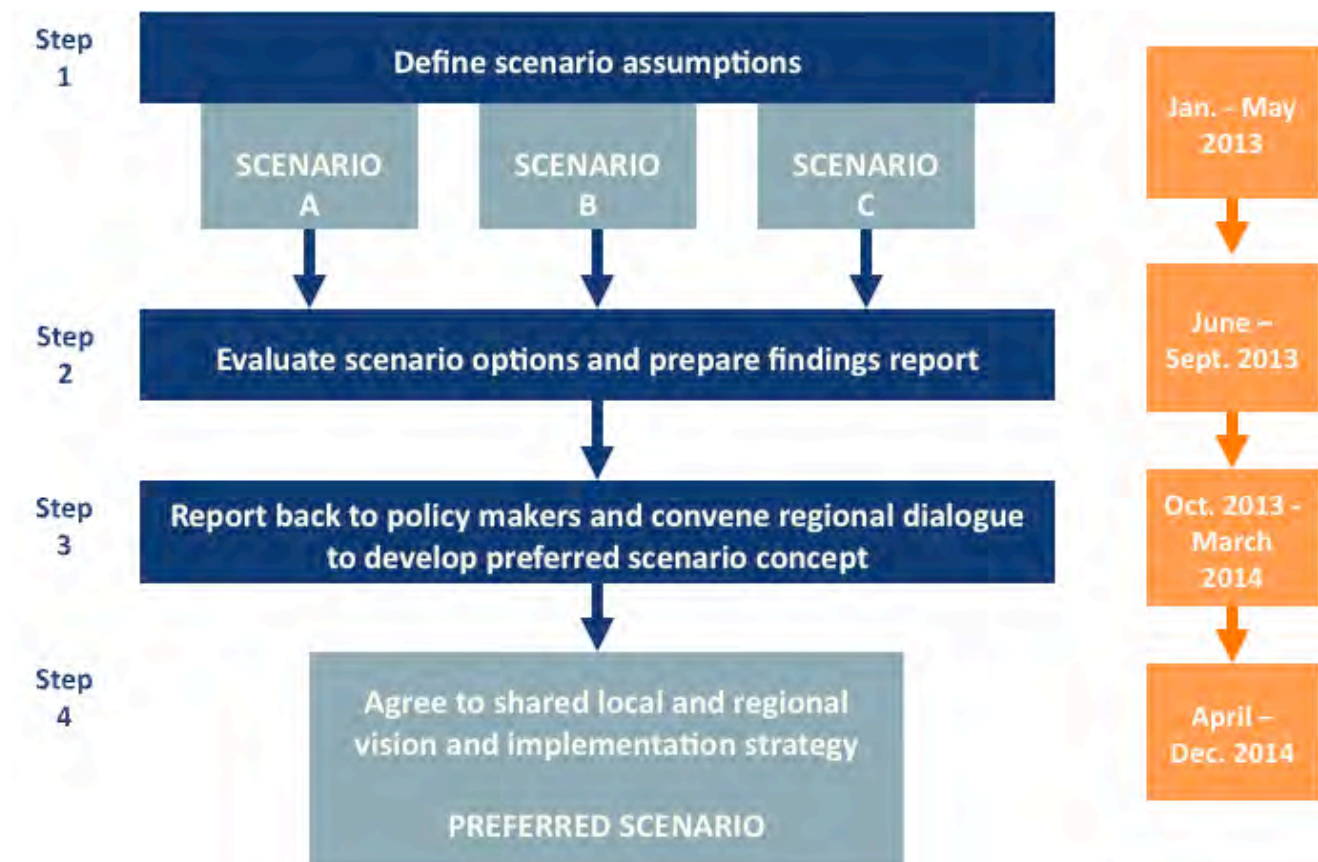 Step
1
Define scenario assumptions
SCENARIO
A
SCENARIO
B
SCENARIO
C
Jan. - May
2013
Step
2
Evaluate scenario options and prepare findings report
June –
Sept. 2013
Step
3
Report back to policy makers and convene regional dialogue
to develop preferred scenario concept
Oct. 2013 -
March
2014
Step
4
Agree to shared local and regional
vision and implementation strategy
PREFERRED SCENARIO
April –
Dec. 2014